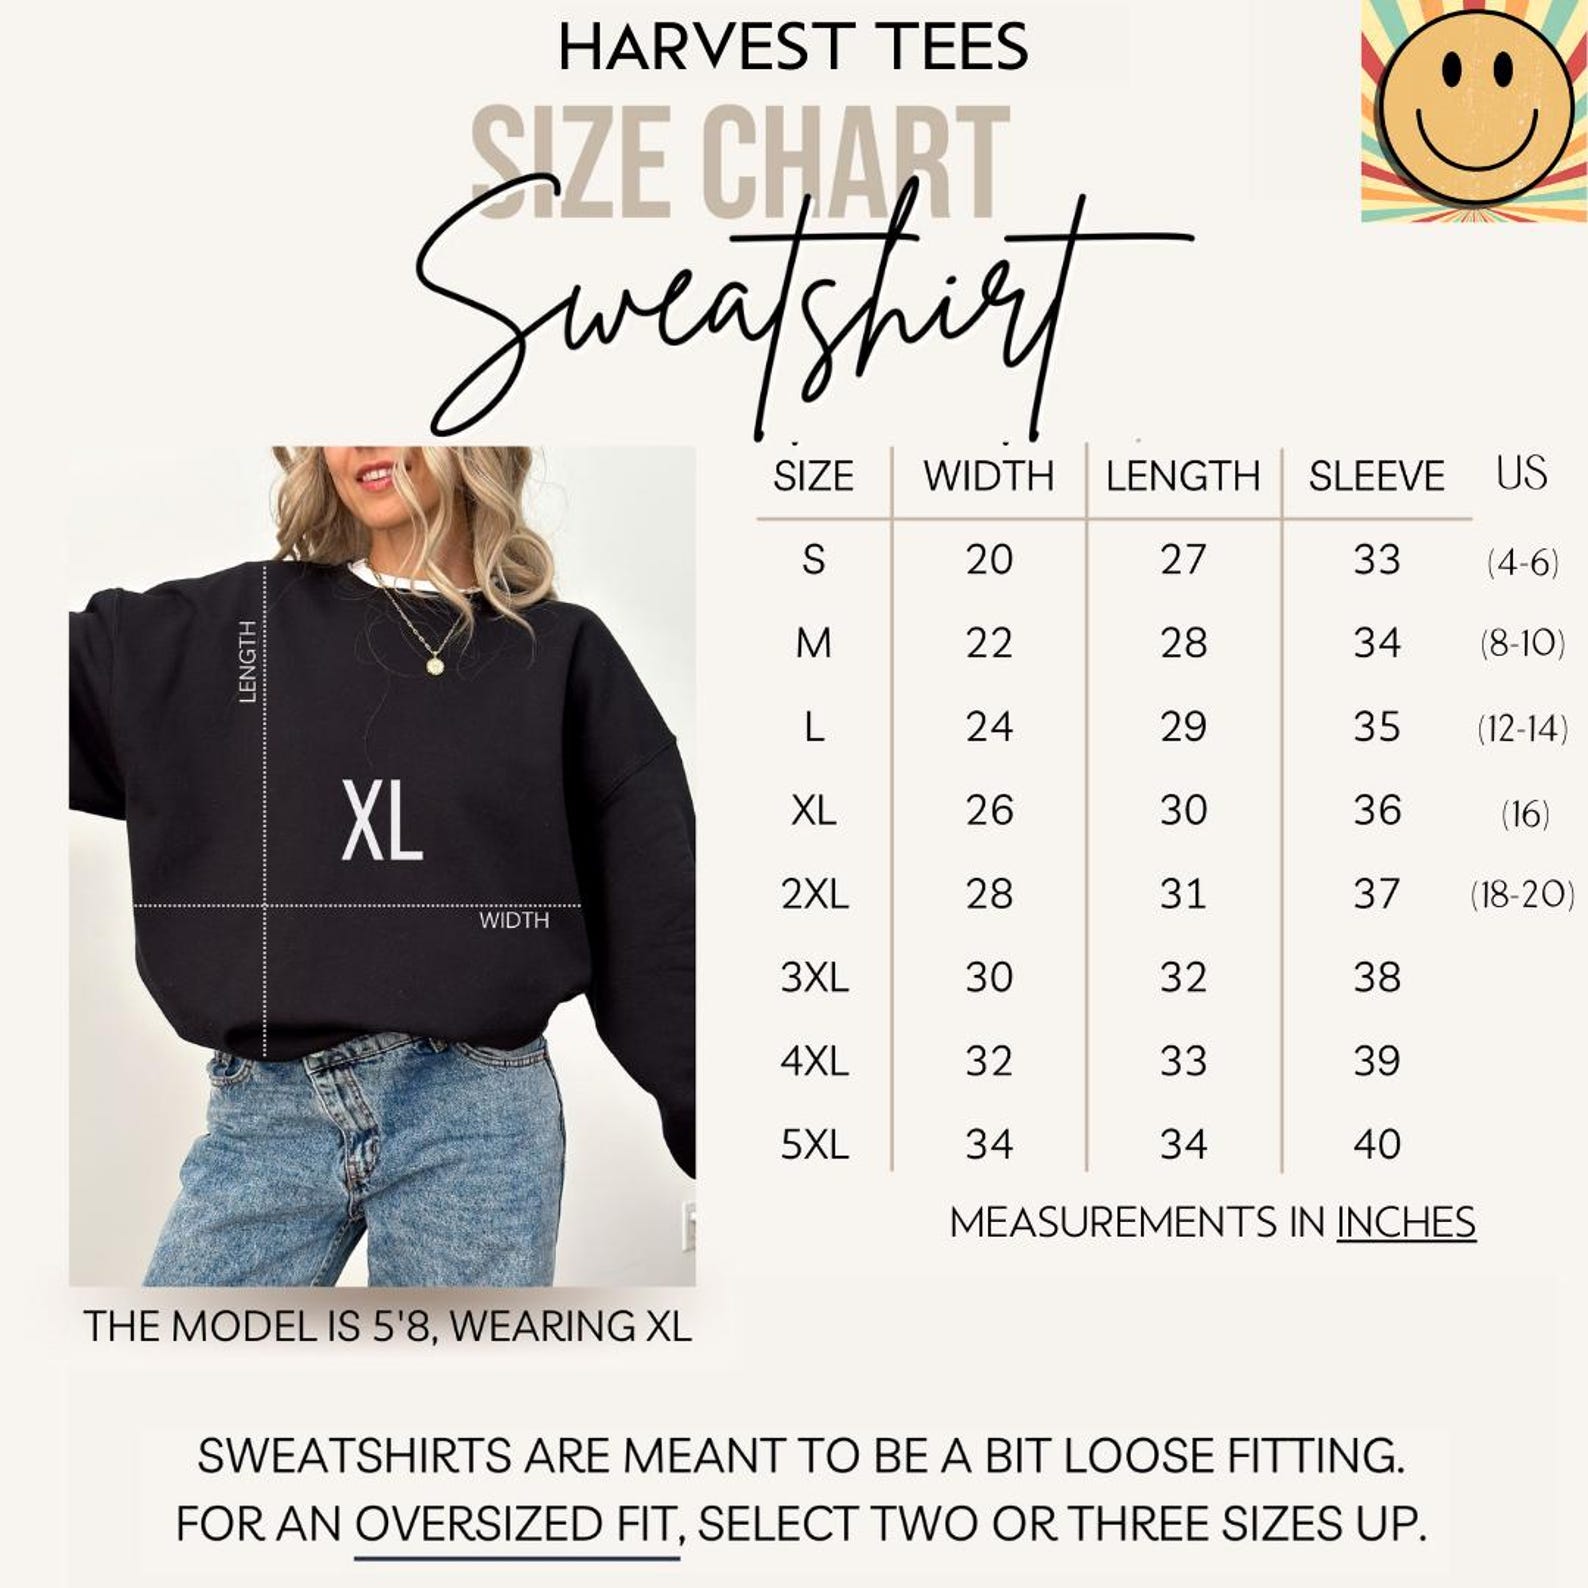 HARVEST TEES
SIZE CHART
Sweatshirt
SIZE WIDTH LENGTH SLEEVE US
S 20 27 33 (4-6)
M 22 28 34 (8-10)
L 24 29 35 (12-14)
XL 26 30 36 (16)
2XL 28 31 37 (18-20)
3XL 30 32 38
4XL 32 33 39
5XL 34 34 40
MEASUREMENTS IN INCHES
LENGTH
XL
WIDTH
THE MODEL IS 5'8, WEARING XL
SWEATSHIRTS ARE MEANT TO BE A BIT LOOSE FITTING.
FOR AN OVERSIZED FIT, SELECT TWO OR THREE SIZES UP.